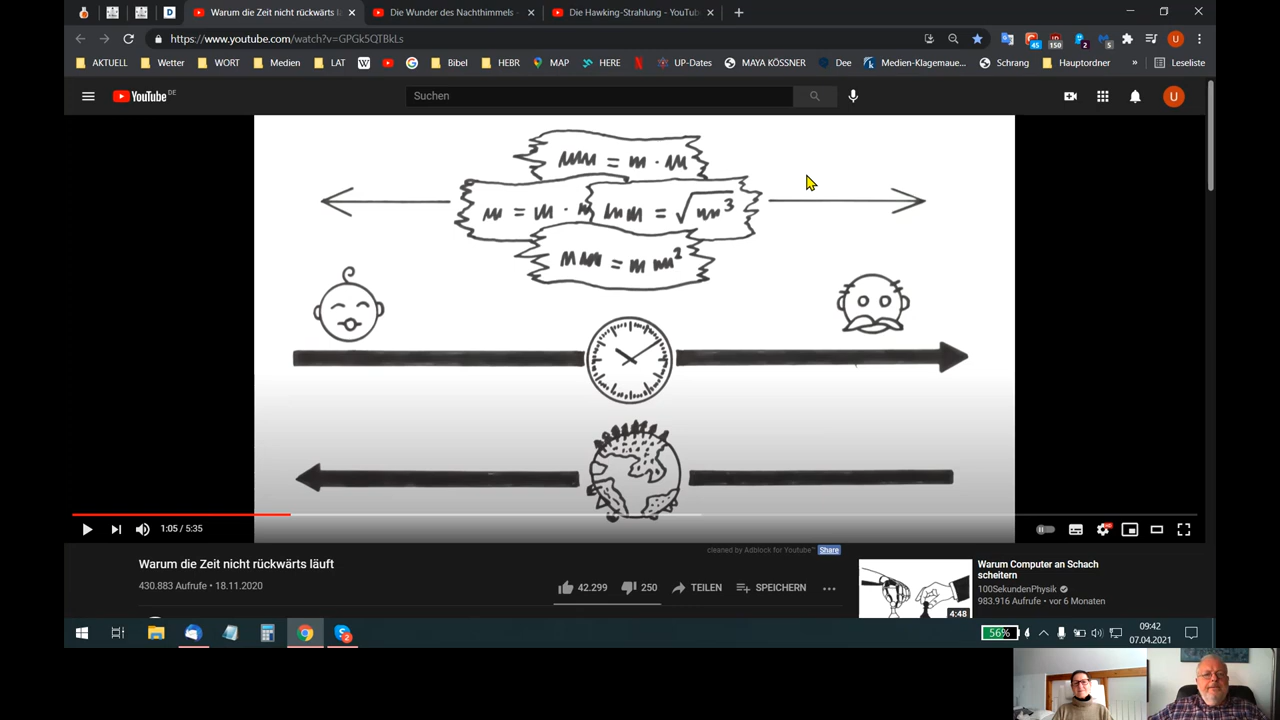 Warum die Zeit nicht rückwärts l
Die Wunder des Nachthimmels -
Die Hawking-Strahlung - YouTub
https://www.youtube.com/watch?v=GPGk5QTBkLs
45
150
2
5
U
AKTUELL
Wetter
WORT
Medien
LAT
Bibel
HEBR
MAP
HERE
UP-Dates
MAYA KÖSSNER
Dee
Medien-Klagemaue...
Schrang
Hauptordner
»
Leseliste
YouTube DE
Suchen
U
1:05 / 5:35
cleaned by Adblock for Youtube™ Share
Warum die Zeit nicht rückwärts läuft
430.883 Aufrufe • 18.11.2020
42.299
250
TEILEN
SPEICHERN
Warum Computer an Schach
scheitern
100SekundenPhysik
983.916 Aufrufe • vor 6 Monaten
4:48
56%
09:42
07.04.2021